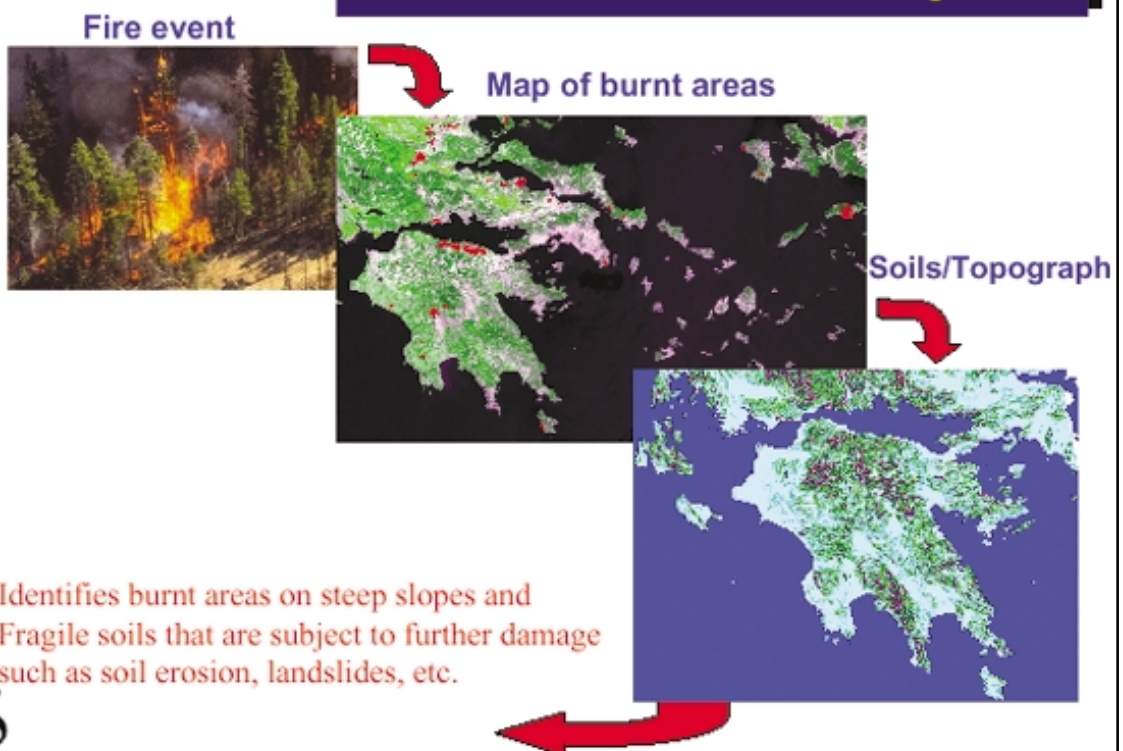 Fire event
Map of burnt areas
Soils/Topograph
Identifies burnt areas on steep slopes and
Fragile soils that are subject to further damage
such as soil erosion, landslides, etc.